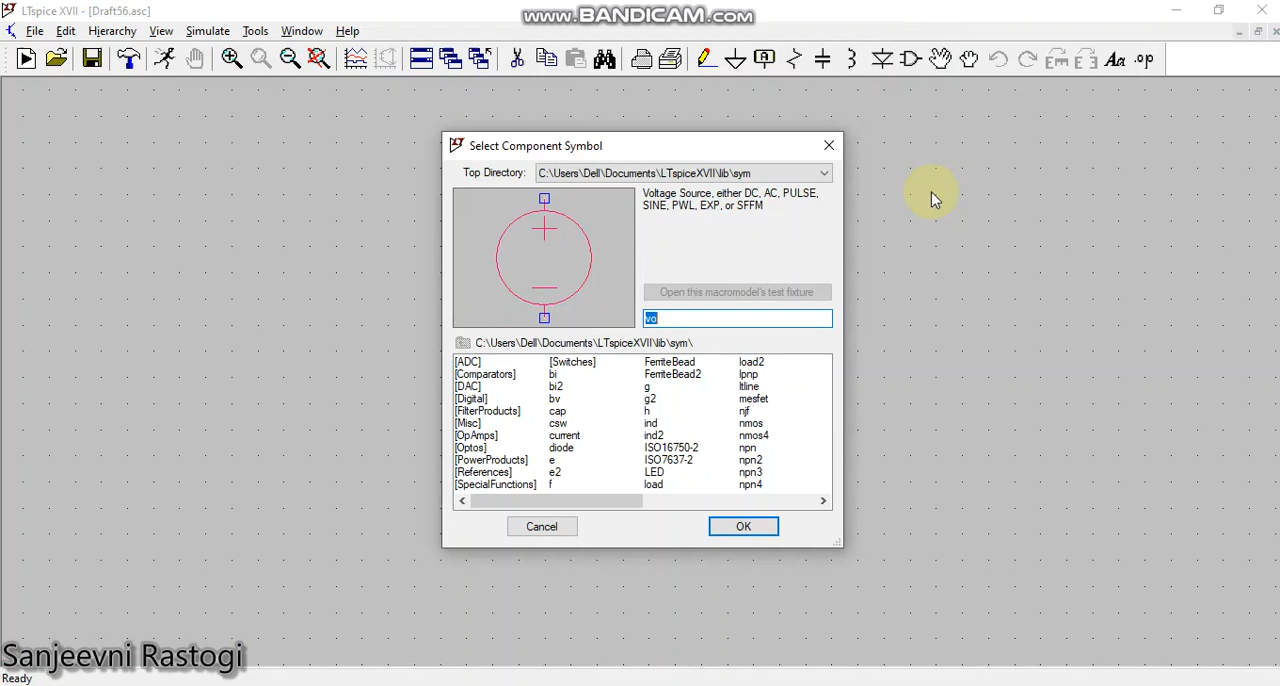 LTspice XVII - [Draft56.asc]
www.BANDICAM.com
File Edit Hierarchy View Simulate Tools Window Help
Aa .op
Select Component Symbol
Top Directory: C:\Users\Dell\Documents\LTspiceXVII\lib\sym
Voltage Source, either DC, AC, PULSE,
SINE, PWL, EXP, or SFFM
Open this macromodel's test fixture
vo
C:\Users\Dell\Documents\LTspiceXVII\lib\sym\
[ADC] [Switches] FerriteBead load2
[Comparators] bi FerriteBead2 lpnp
[DAC] bi2 g ltline
[Digital] bv g2 mesfet
[FilterProducts] cap h njf
[Misc] csw ind nmos
[OpAmps] current ind2 nmos4
[Optos] diode ISO16750-2 npn
[PowerProducts] e ISO7637-2 npn2
[References] e2 LED npn3
[SpecialFunctions] f load npn4
Cancel OK
Sanjeevni Rastogi
Ready